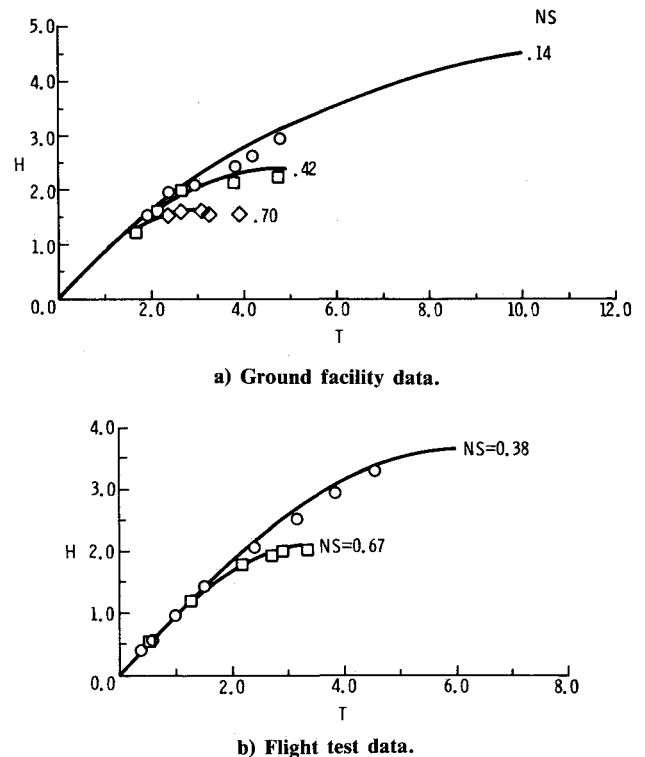 NS
5.0
.14
4.0
3.0
H
.42
2.0
.70
1.0
0.0
2.0 4.0 6.0 8.0 10.0 12.0
T
a) Ground facility data.
4.0
NS=0.38
3.0
H 2.0
NS=0.67
1.0
0.0
2.0 4.0 6.0 8.0
T
b) Flight test data.